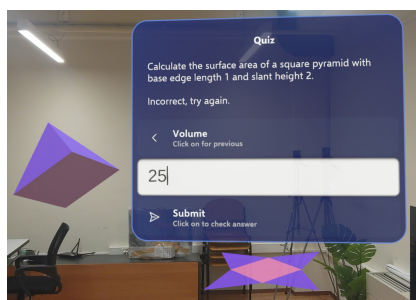 Quiz
Calculate the surface area of a square pyramid with
base edge length 1 and slant height 2.
Incorrect, try again.
Volume
Click on for previous
25
Submit
Click on to check answer